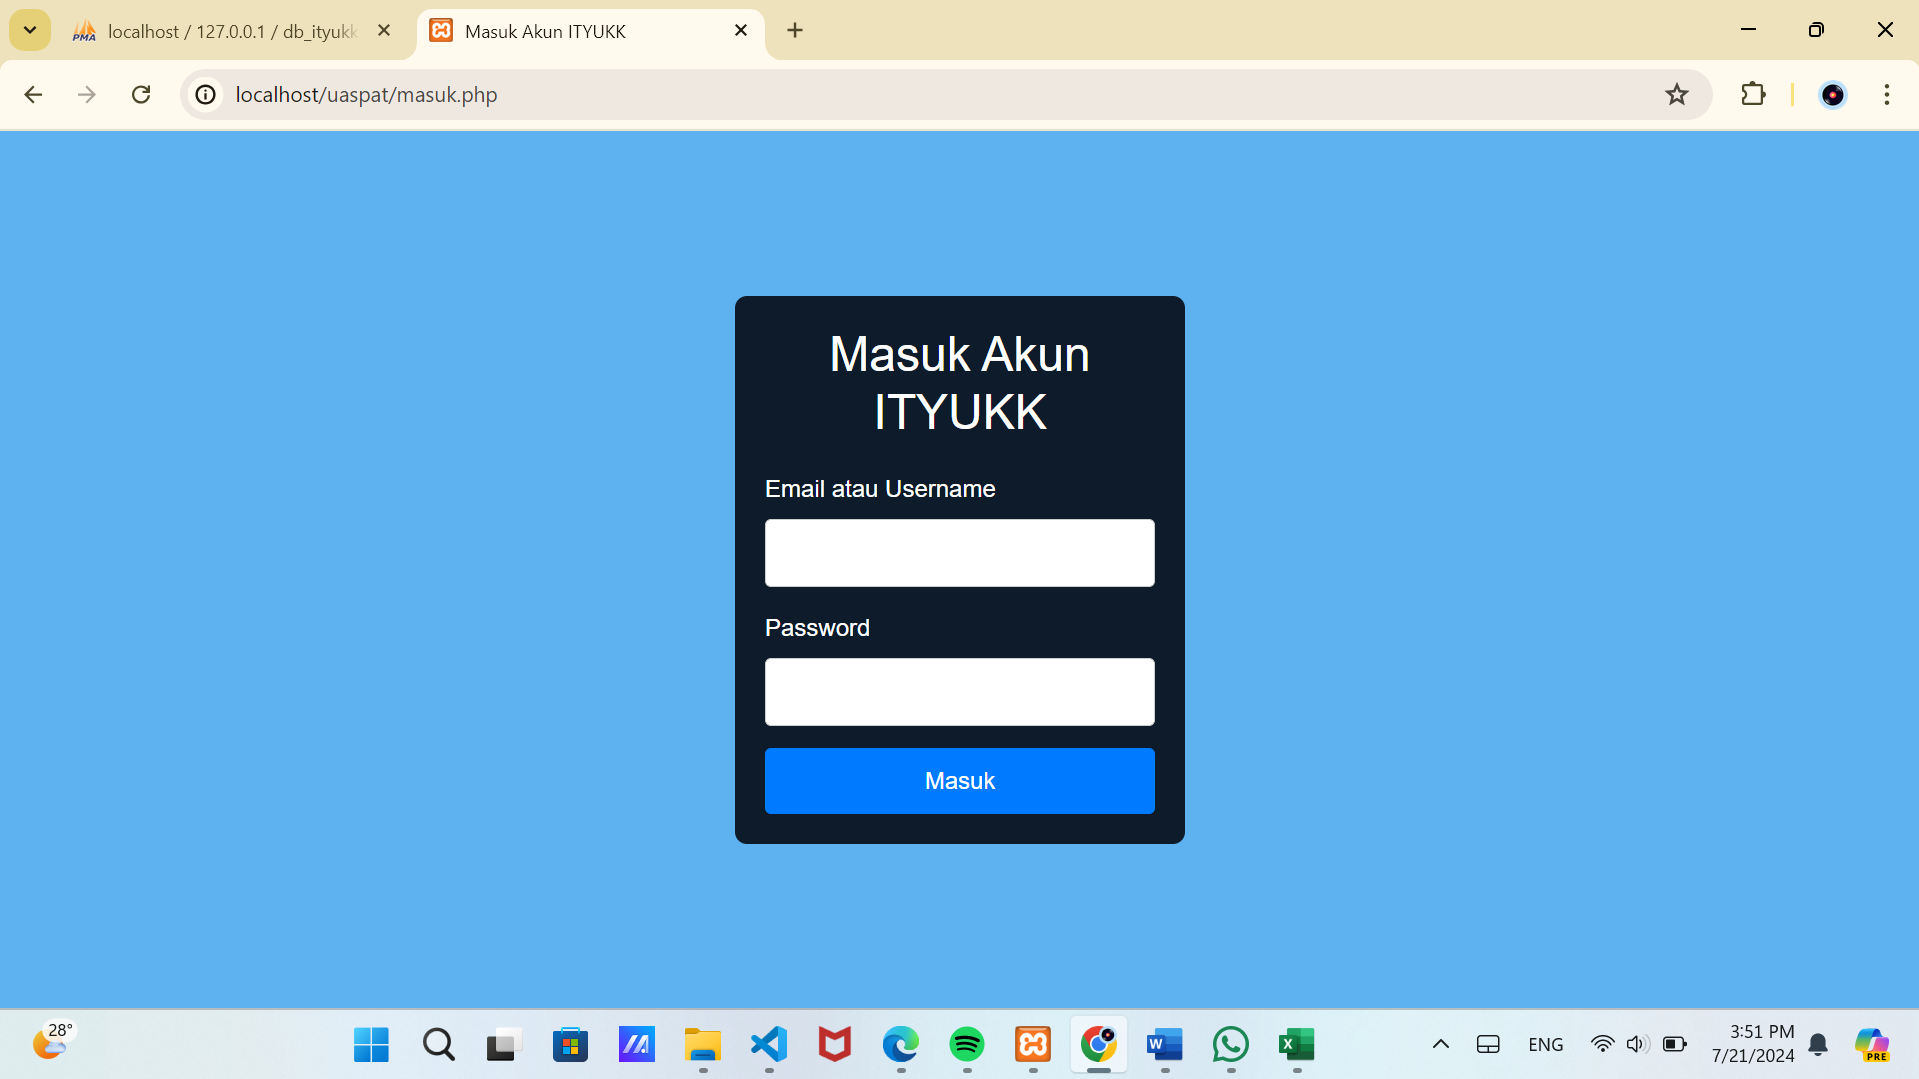 localhost / 127.0.0.1 / db_ityukk
Masuk Akun ITYUKK
localhost/uaspat/masuk.php
Masuk Akun
ITYUKK
Email atau Username
Password
Masuk
28°
ENG
3:51 PM
7/21/2024
PRE